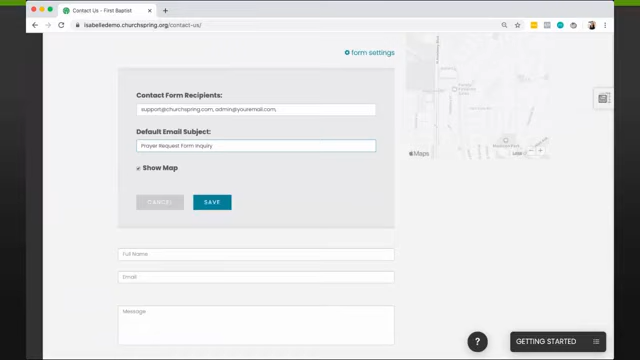 Contact Us - First Baptist
isabelledemo.churchspring.org/contact-us/
form settings
Contact Form Recipients:
support@churchspring.com, admin@youremail.com,
Default Email Subject:
Prayer Request Form Inquiry
Show Map
CANCEL
SAVE
Maps
Legal
Full Name
Email
Message
?
GETTING STARTED